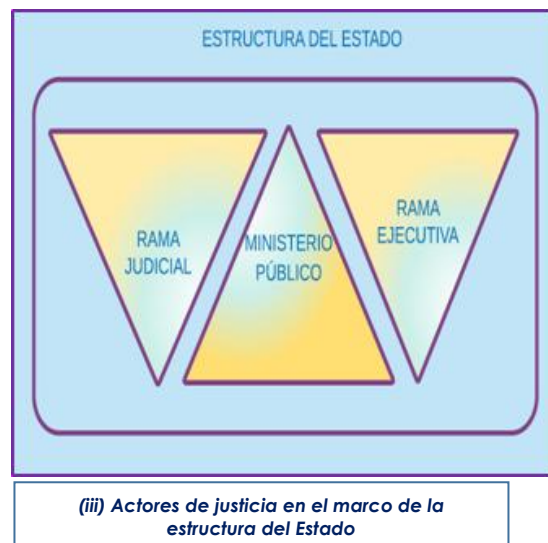 ESTRUCTURA DEL ESTADO
RAMA
JUDICIAL
MINISTERIO
PÚBLICO
RAMA
EJECUTIVA
(iii) Actores de justicia en el marco de la
estructura del Estado